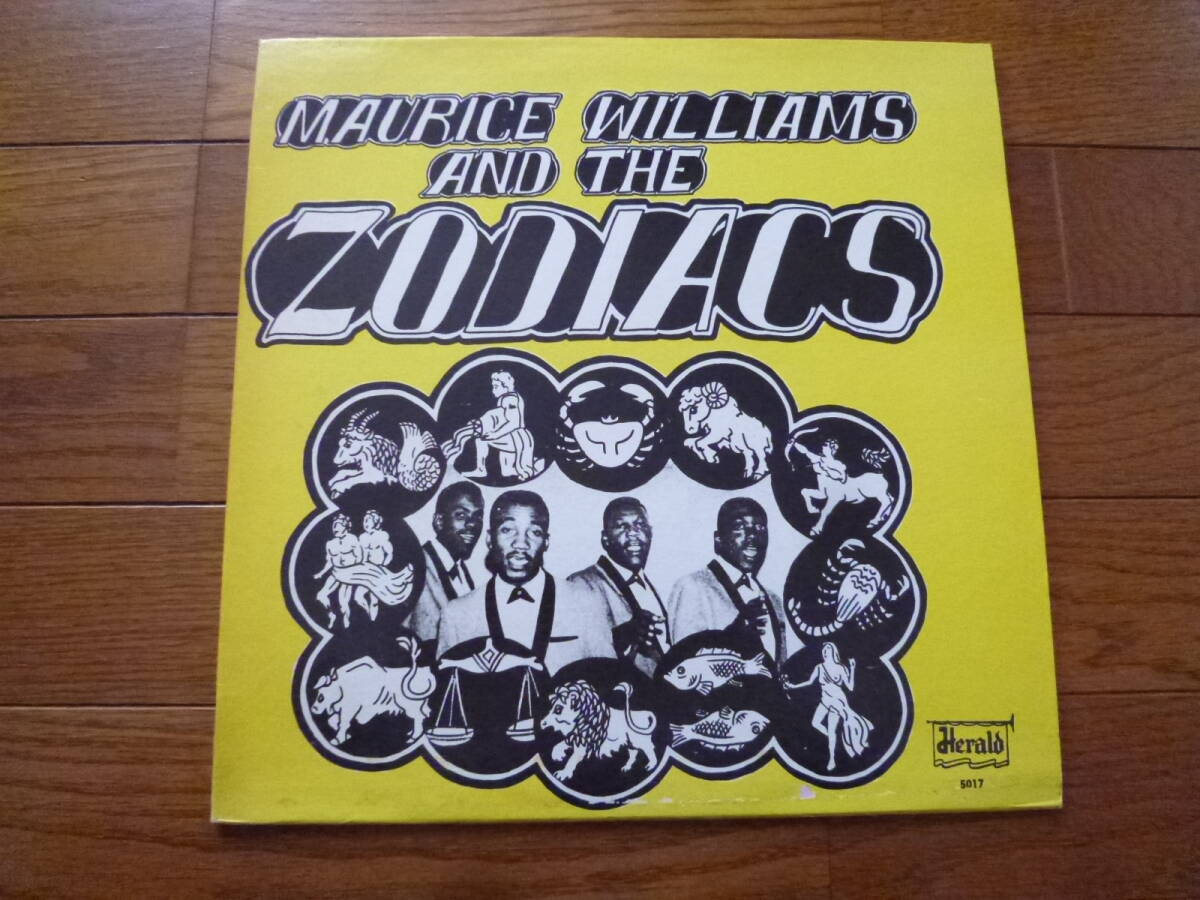 MAURICE WILLIAMS
AND THE
ZODIACS
Herald
5017